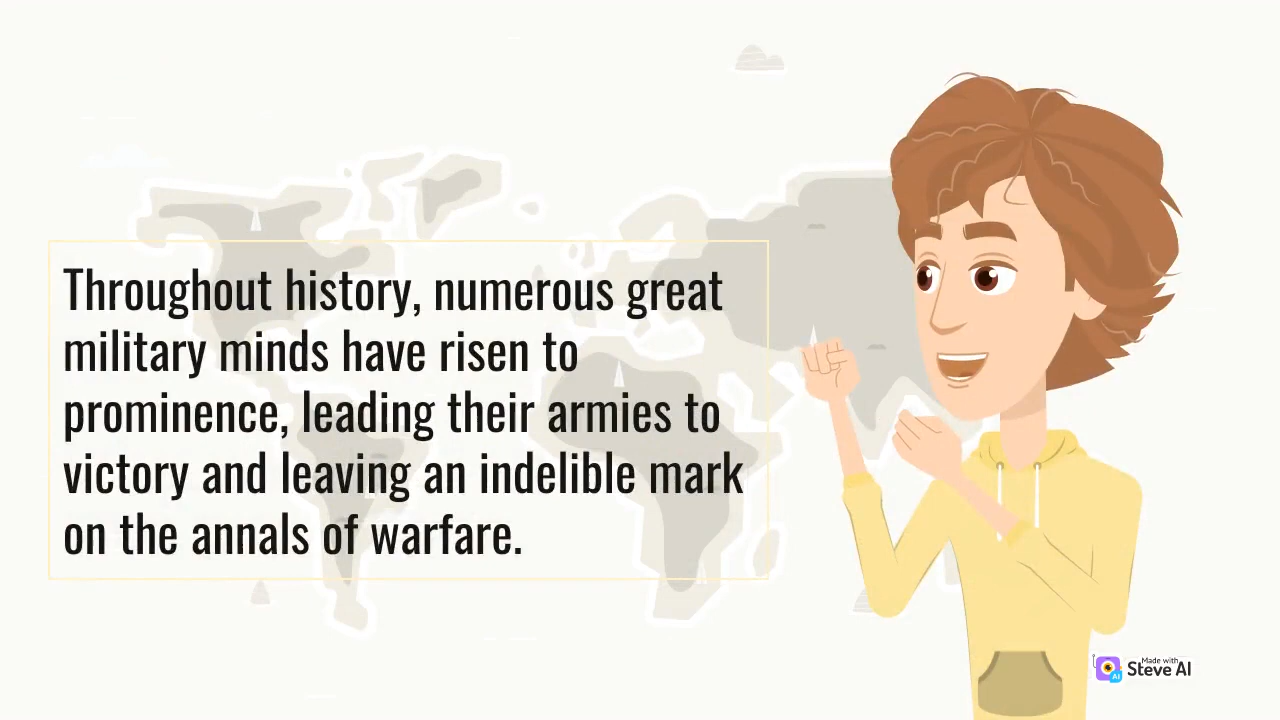 Throughout history, numerous great
military minds have risen to
prominence, leading their armies to
victory and leaving an indelible mark
on the annals of warfare.
Made with
Steve AI
AI